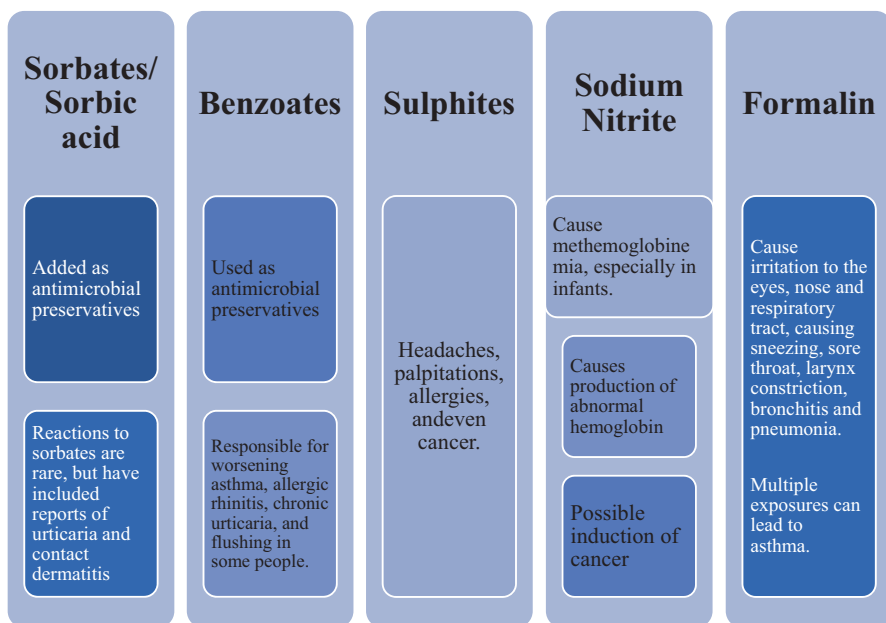 Sorbates/
Sorbic
acid
Added as
antimicrobial
preservatives
Reactions to
sorbates are
rare, but have
included
reports of
urticaria and
contact
dermatitis
Benzoates
Used as
antimicrobial
preservatives
Responsible for
worsening
asthma, allergic
rhinitis, chronic
urticaria, and
flushing in
some people.
Sulphites
Headaches,
palpitations,
allergies,
andeven
cancer.
Sodium
Nitrite
Cause
methemoglobine
mia, especially in
infants.
Causes
production of
abnormal
hemoglobin
Possible
induction of
cancer
Formalin
Cause
irritation to the
eyes, nose and
respiratory
tract, causing
sneezing, sore
throat, larynx
constriction,
bronchitis and
pneumonia.
Multiple
exposures can
lead to
asthma.